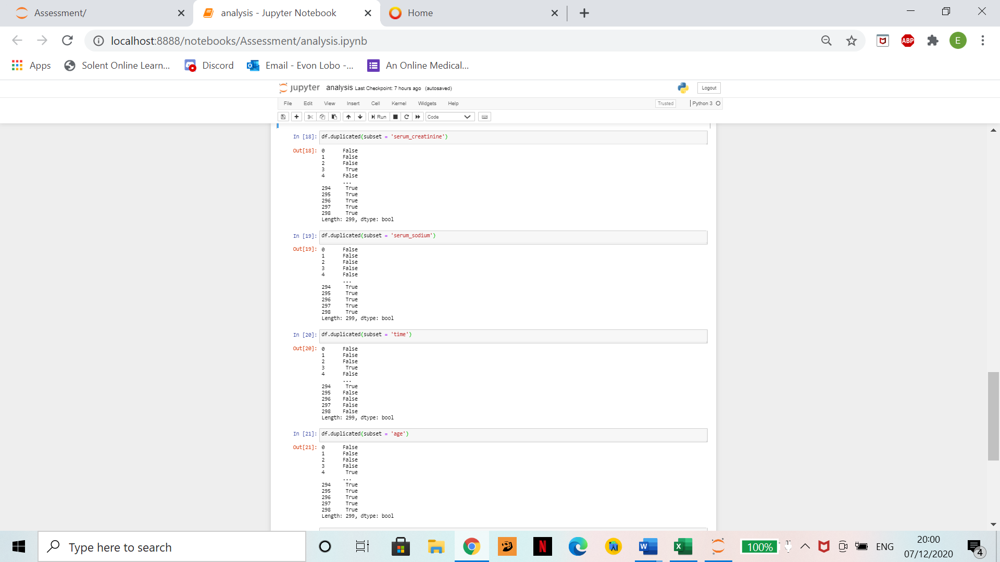 Assessment/
analysis - Jupyter Notebook
Home
localhost:8888/notebooks/Assessment/analysis.ipynb
ABP
E
Apps
Solent Online Learn...
Discord
Email - Evon Lobo -...
An Online Medical...
jupyter analysis Last Checkpoint: 7 hours ago (autosaved)
Logout
File Edit View Insert Cell Kernel Widgets Help
Trusted
Python 3
Run
Code
In [18]: df.duplicated(subset = 'serum_creatinine')
Out[18]: 0 False
1 False
2 False
3 True
4 False
...
294 True
295 True
296 True
297 True
298 True
Length: 299, dtype: bool
In [19]: df.duplicated(subset = 'serum_sodium')
Out[19]: 0 False
1 False
2 False
3 False
4 False
...
294 True
295 True
296 True
297 True
298 True
Length: 299, dtype: bool
In [20]: df.duplicated(subset = 'time')
Out[20]: 0 False
1 False
2 False
3 True
4 False
...
294 True
295 False
296 False
297 False
298 False
Length: 299, dtype: bool
In [21]: df.duplicated(subset = 'age')
Out[21]: 0 False
1 False
2 False
3 False
4 True
...
294 True
295 True
296 True
297 True
298 True
Length: 299, dtype: bool
Type here to search
N
W
X
100%
ENG
20:00
07/12/2020
4